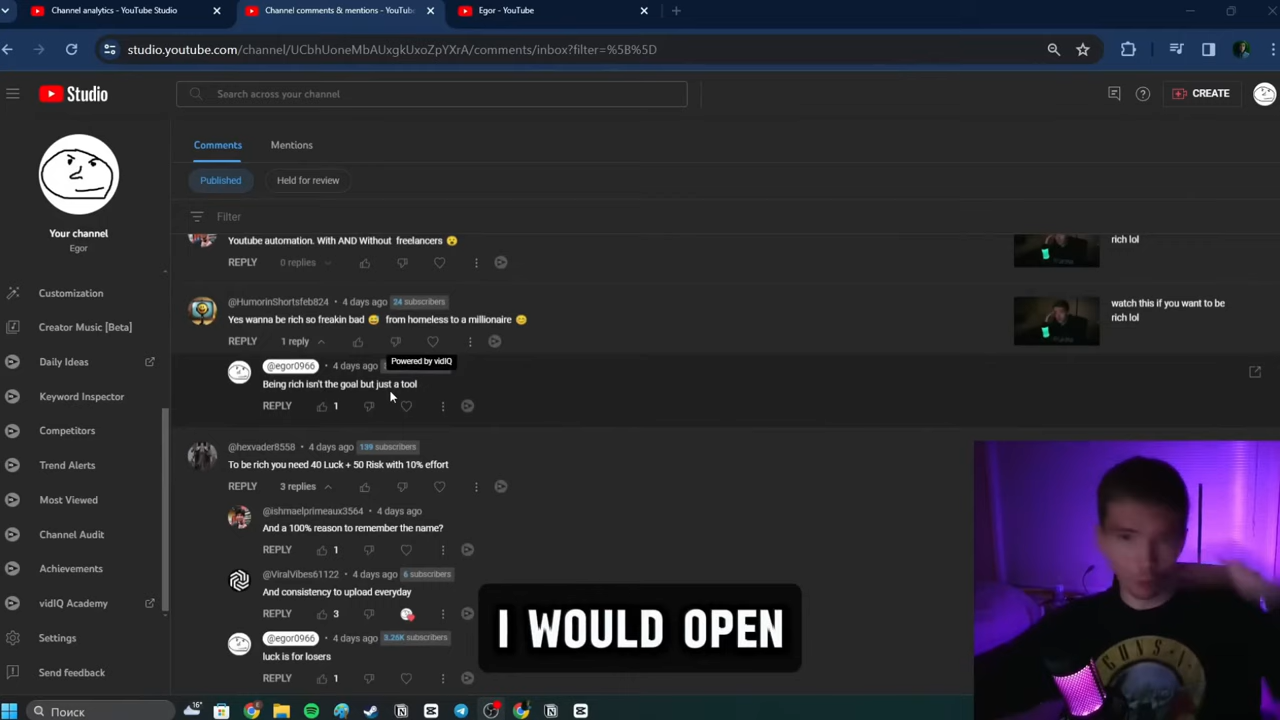 Channel analytics - YouTube Studio
Channel comments & mentions - YouTub
Egor - YouTube
studio.youtube.com/channel/UCbhUoneMbAUxgkUxoZpYXrA/comments/inbox?filter=%5B%5D
Studio
Search across your channel
CREATE
Your channel
Egor
Customization
Creator Music [Beta]
Daily Ideas
Keyword Inspector
Competitors
Trend Alerts
Most Viewed
Channel Audit
Achievements
vidIQ Academy
Settings
Send feedback
Comments
Mentions
Published
Held for review
Filter
Youtube automation. With AND Without freelancers 😮
REPLY 0 replies
rich lol
@HumorinShortsfeb824 • 4 days ago 24 subscribers
Yes wanna be rich so freakin bad 😅 from homeless to a millionaire 😊
REPLY 1 reply
watch this if you want to be
rich lol
Powered by vidIQ
@egor0966 • 4 days ago
Being rich isn't the goal but just a tool
REPLY 1
@hexvader8558 • 4 days ago 139 subscribers
To be rich you need 40 Luck + 50 Risk with 10% effort
REPLY 3 replies
@ishmaelprimeaux3564 • 4 days ago
And a 100% reason to remember the name?
REPLY 1
@ViralVibes61122 • 4 days ago 6 subscribers
And consistency to upload everyday
REPLY 3
@egor0966 • 4 days ago 3.26K subscribers
luck is for losers
REPLY 1
I WOULD OPEN
GUNS
16°
Поиск